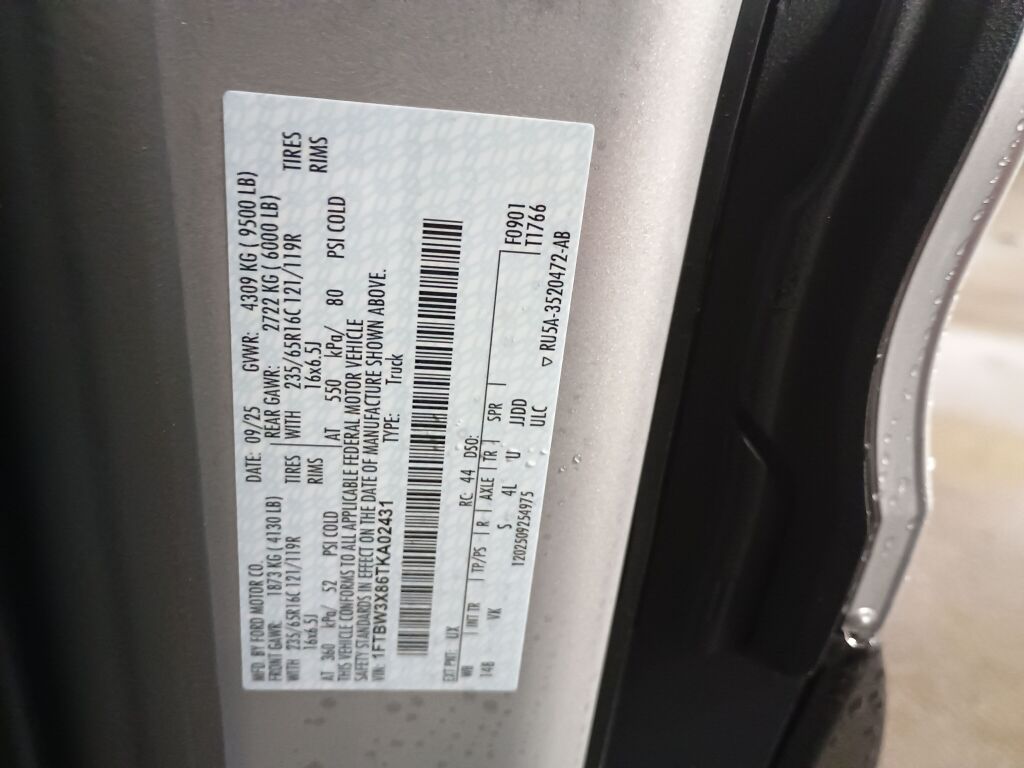 MFD. BY FORD MOTOR CO.
DATE: 09/25 GVWR: 4309 KG ( 9500 LB)
FRONT GAWR: 1873 KG ( 4130 LB) REAR GAWR: 2722 KG ( 6000 LB)
WITH 235/65R16C 121/119R TIRES WITH 235/65R16C 121/119R TIRES
16x6.5J RIMS 16x6.5J RIMS
AT 360 kPa/ 52 PSI COLD AT 550 kPa/ 80 PSI COLD
THIS VEHICLE CONFORMS TO ALL APPLICABLE FEDERAL MOTOR VEHICLE
SAFETY STANDARDS IN EFFECT ON THE DATE OF MANUFACTURE SHOWN ABOVE.
VIN: 1FTBW3X86TKA02431 TYPE: Truck
EXT PNT: UX RC: 44 DSO: F0901
WB INT TR TP/PS R AXLE TR SPR T1766
148 VK S 4L U JJDD
ULC
1202509254975 ▽ RU5A-3520472-AB